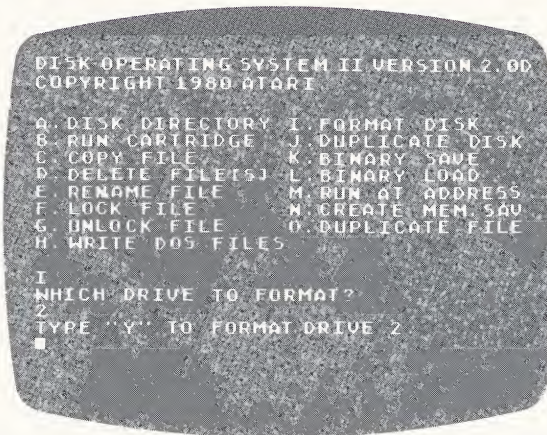 DISK OPERATING SYSTEM II VERSION 2.0D
COPYRIGHT 1980 ATARI
A. DISK DIRECTORY I. FORMAT DISK
B. RUN CARTRIDGE J. DUPLICATE DISK
C. COPY FILE K. BINARY SAVE
D. DELETE FILE[S] L. BINARY LOAD
E. RENAME FILE M. RUN AT ADDRESS
F. LOCK FILE N. CREATE MEM.SAV
G. UNLOCK FILE O. DUPLICATE FILE
H. WRITE DOS FILES
I
WHICH DRIVE TO FORMAT?
2
TYPE "Y" TO FORMAT DRIVE 2